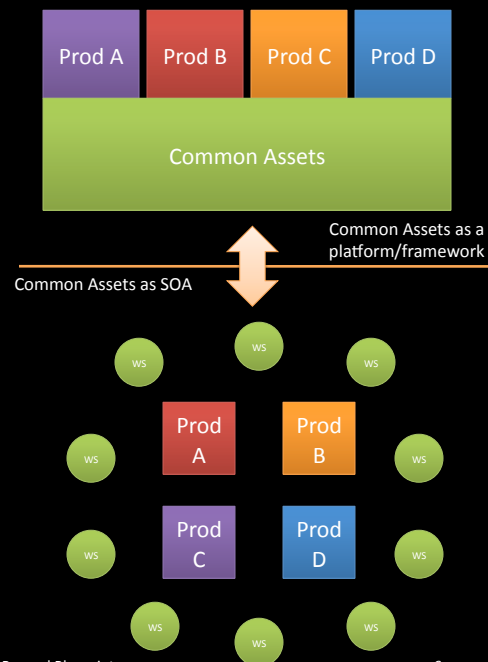 Prod A Prod B Prod C Prod D
Common Assets
Common Assets as a
platform/framework
Common Assets as SOA
ws
ws
ws
Prod
A
Prod
B
ws
ws
Prod
C
Prod
D
ws
ws
ws
ws
ws